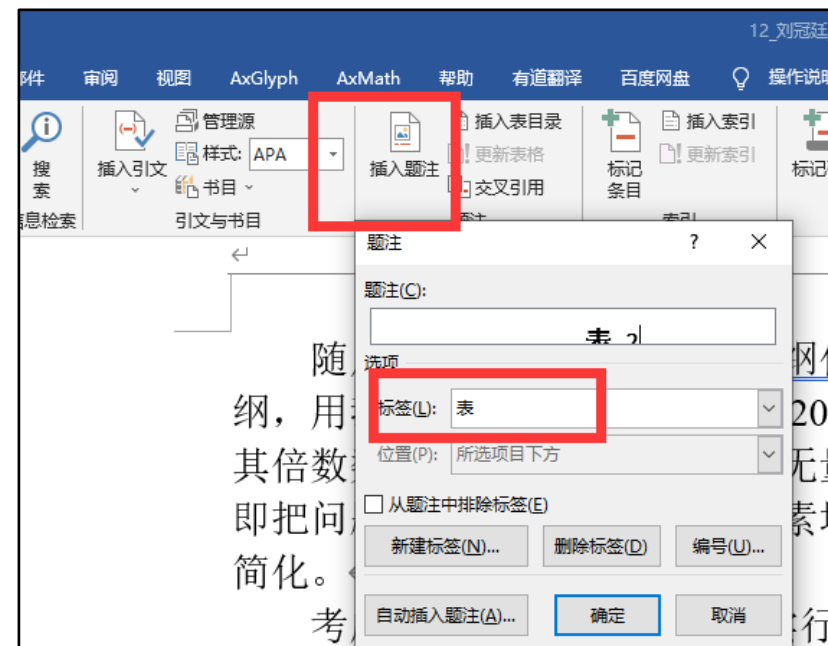 12_刘冠廷
审阅 视图 AxGlyph AxMath 帮助 有道翻译 百度网盘 操作说明
管理源 插入表目录 插入索引
样式: APA 更新表格 更新索引
搜索 插入引文 书目 插入题注 交叉引用 标记条目 标记
息检索 引文与书目 题注 索引
题注 ? ×
题注(C):
表 2
随
选项
纲，用 标签(L): 表 20
其倍数 位置(P): 所选项目下方 无
即把问 从题注中排除标签(E) 素
新建标签(N)... 删除标签(D) 编号(U)...
简化。
自动插入题注(A)... 确定 取消
考 行